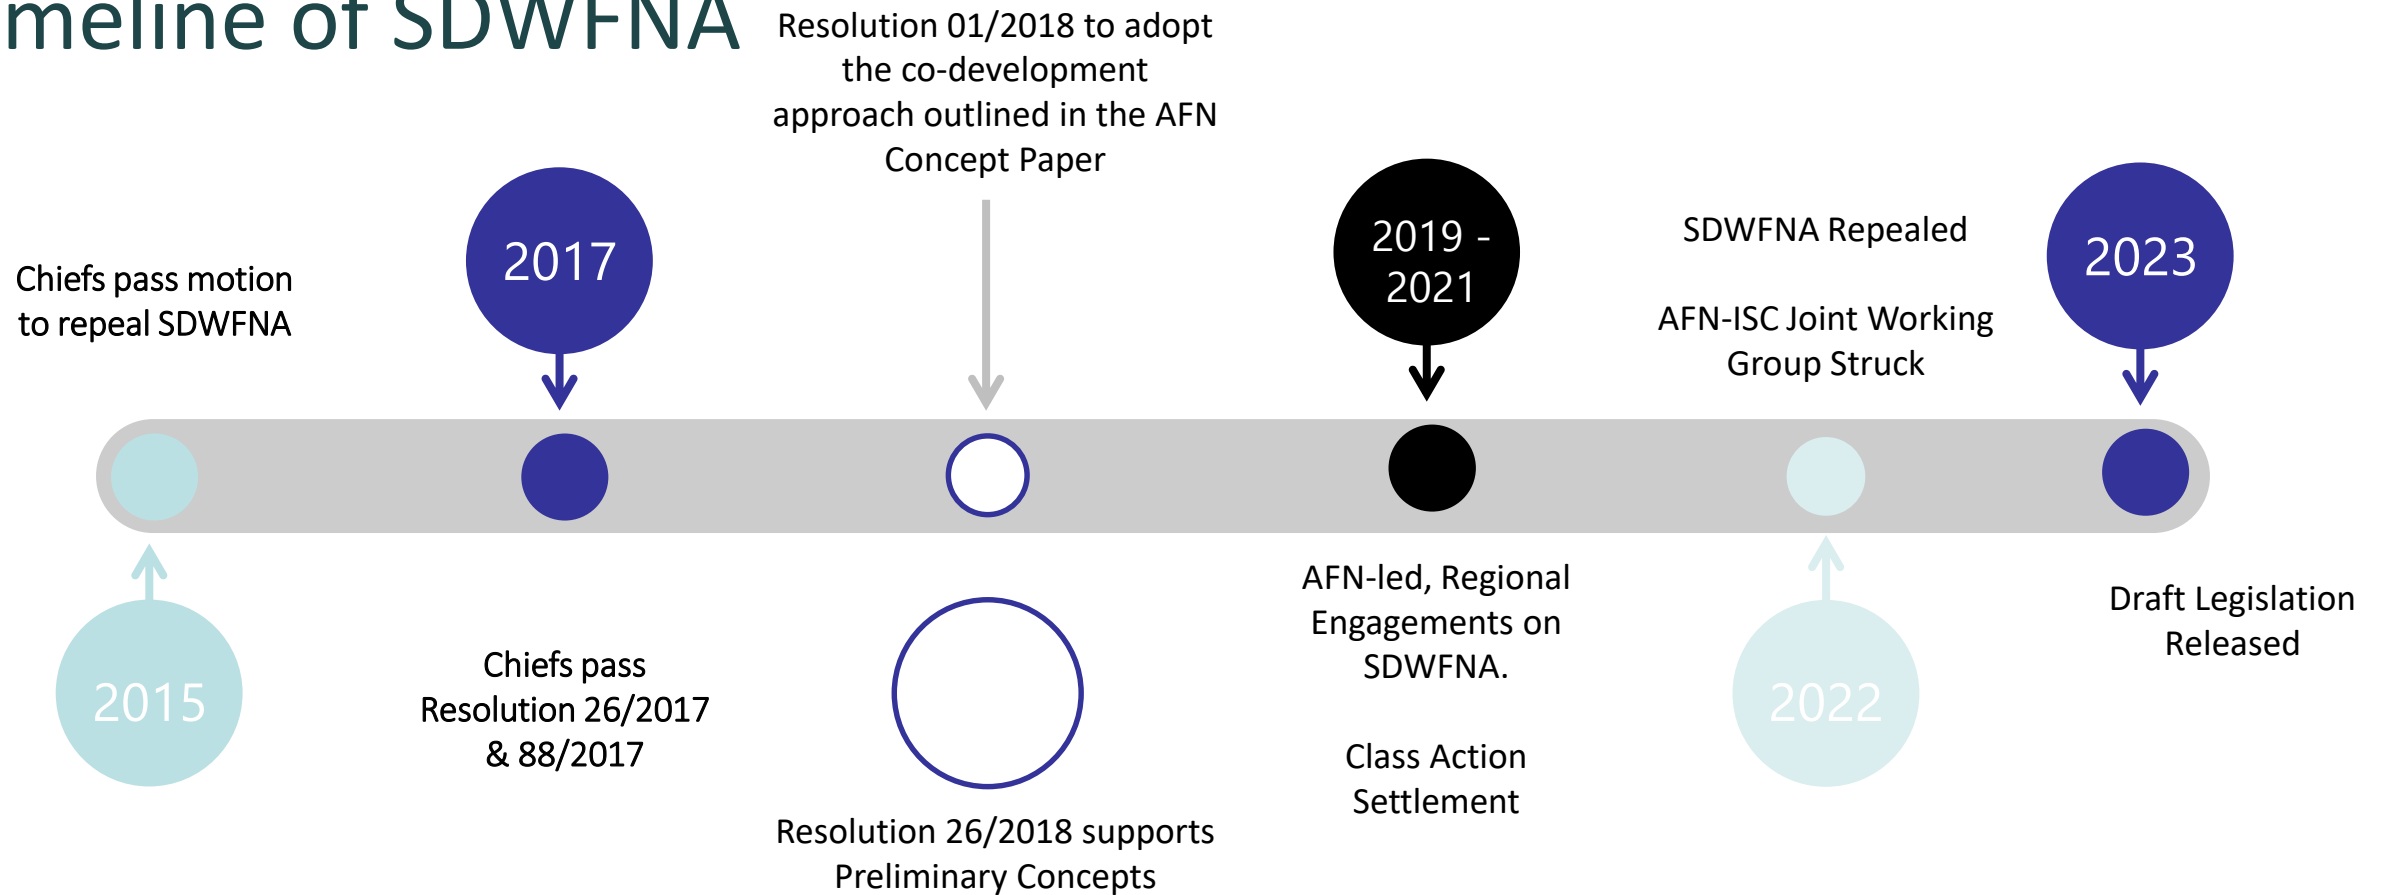 meline of SDWFNA
Chiefs pass motion
to repeal SDWFNA
2015
2017
Chiefs pass
Resolution 26/2017
& 88/2017
Resolution 01/2018 to adopt
the co-development
approach outlined in the AFN
Concept Paper
Resolution 26/2018 supports
Preliminary Concepts
2019 -
2021
AFN-led, Regional
Engagements on
SDWFNA.
Class Action
Settlement
SDWFNA Repealed
AFN-ISC Joint Working
Group Struck
2022
2023
Draft Legislation
Released